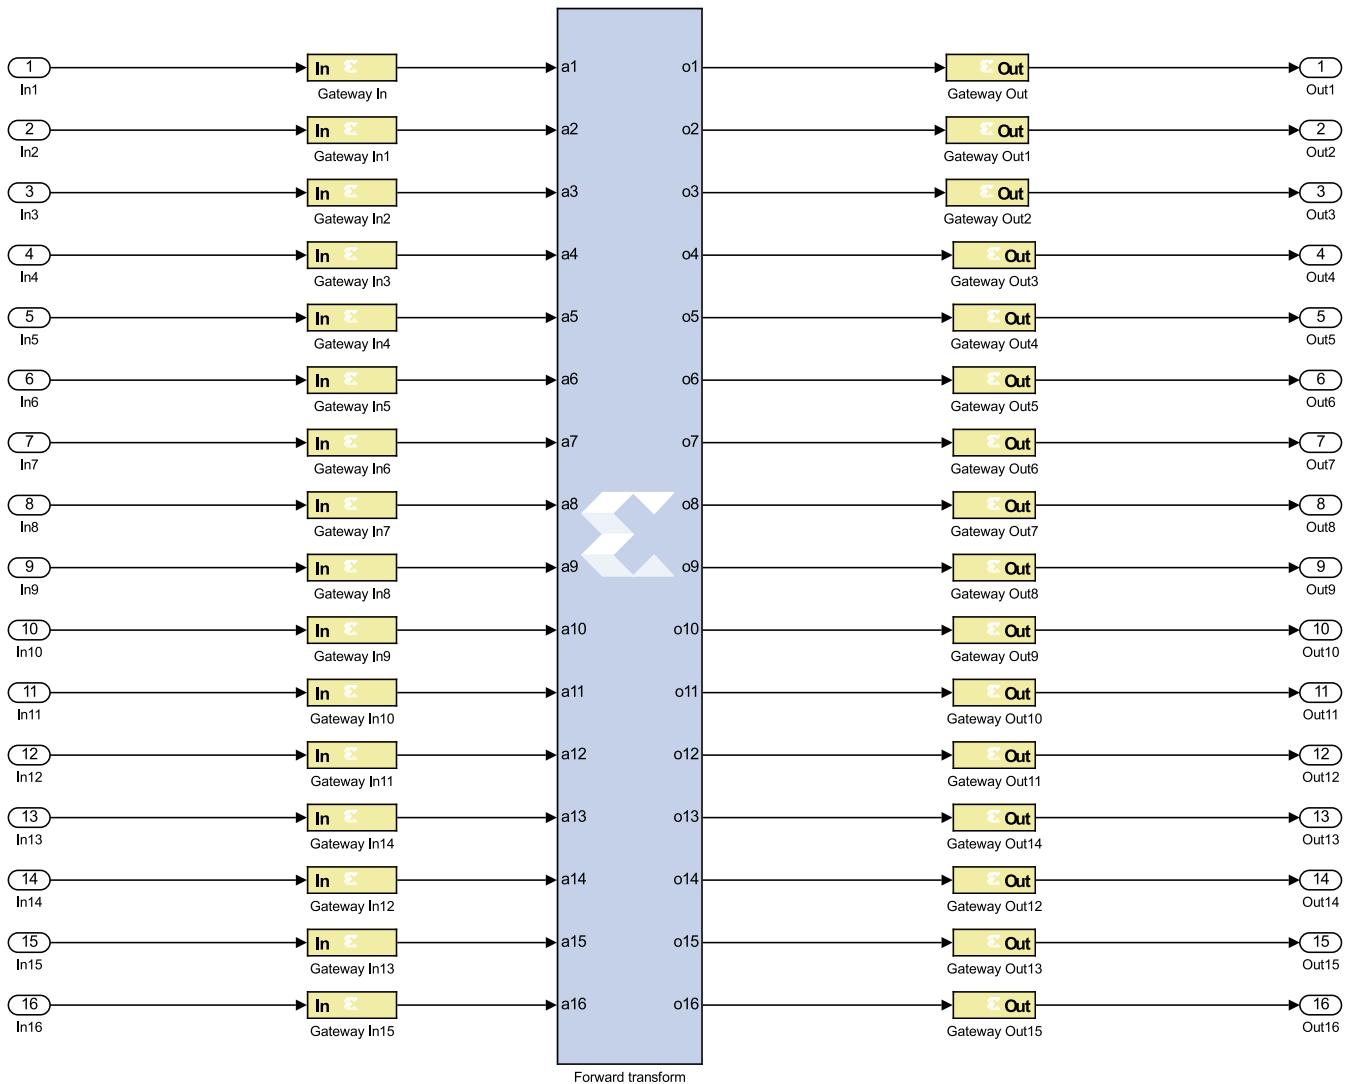 1 In a1 o1 Out 1
In1 Gateway In Gateway Out Out1
2 In a2 o2 Out 2
In2 Gateway In1 Gateway Out1 Out2
3 In a3 o3 Out 3
In3 Gateway In2 Gateway Out2 Out3
4 In a4 o4 Out 4
In4 Gateway In3 Gateway Out3 Out4
5 In a5 o5 Out 5
In5 Gateway In4 Gateway Out4 Out5
6 In a6 o6 Out 6
In6 Gateway In5 Gateway Out5 Out6
7 In a7 o7 Out 7
In7 Gateway In6 Gateway Out6 Out7
8 In a8 o8 Out 8
In8 Gateway In7 Gateway Out7 Out8
9 In a9 o9 Out 9
In9 Gateway In8 Gateway Out8 Out9
10 In a10 o10 Out 10
In10 Gateway In9 Gateway Out9 Out10
11 In a11 o11 Out 11
In11 Gateway In10 Gateway Out10 Out11
12 In a12 o12 Out 12
In12 Gateway In11 Gateway Out11 Out12
13 In a13 o13 Out 13
In13 Gateway In14 Gateway Out14 Out13
14 In a14 o14 Out 14
In14 Gateway In12 Gateway Out12 Out14
15 In a15 o15 Out 15
In15 Gateway In13 Gateway Out13 Out15
16 In a16 o16 Out 16
In16 Gateway In15 Gateway Out15 Out16
Forward transform